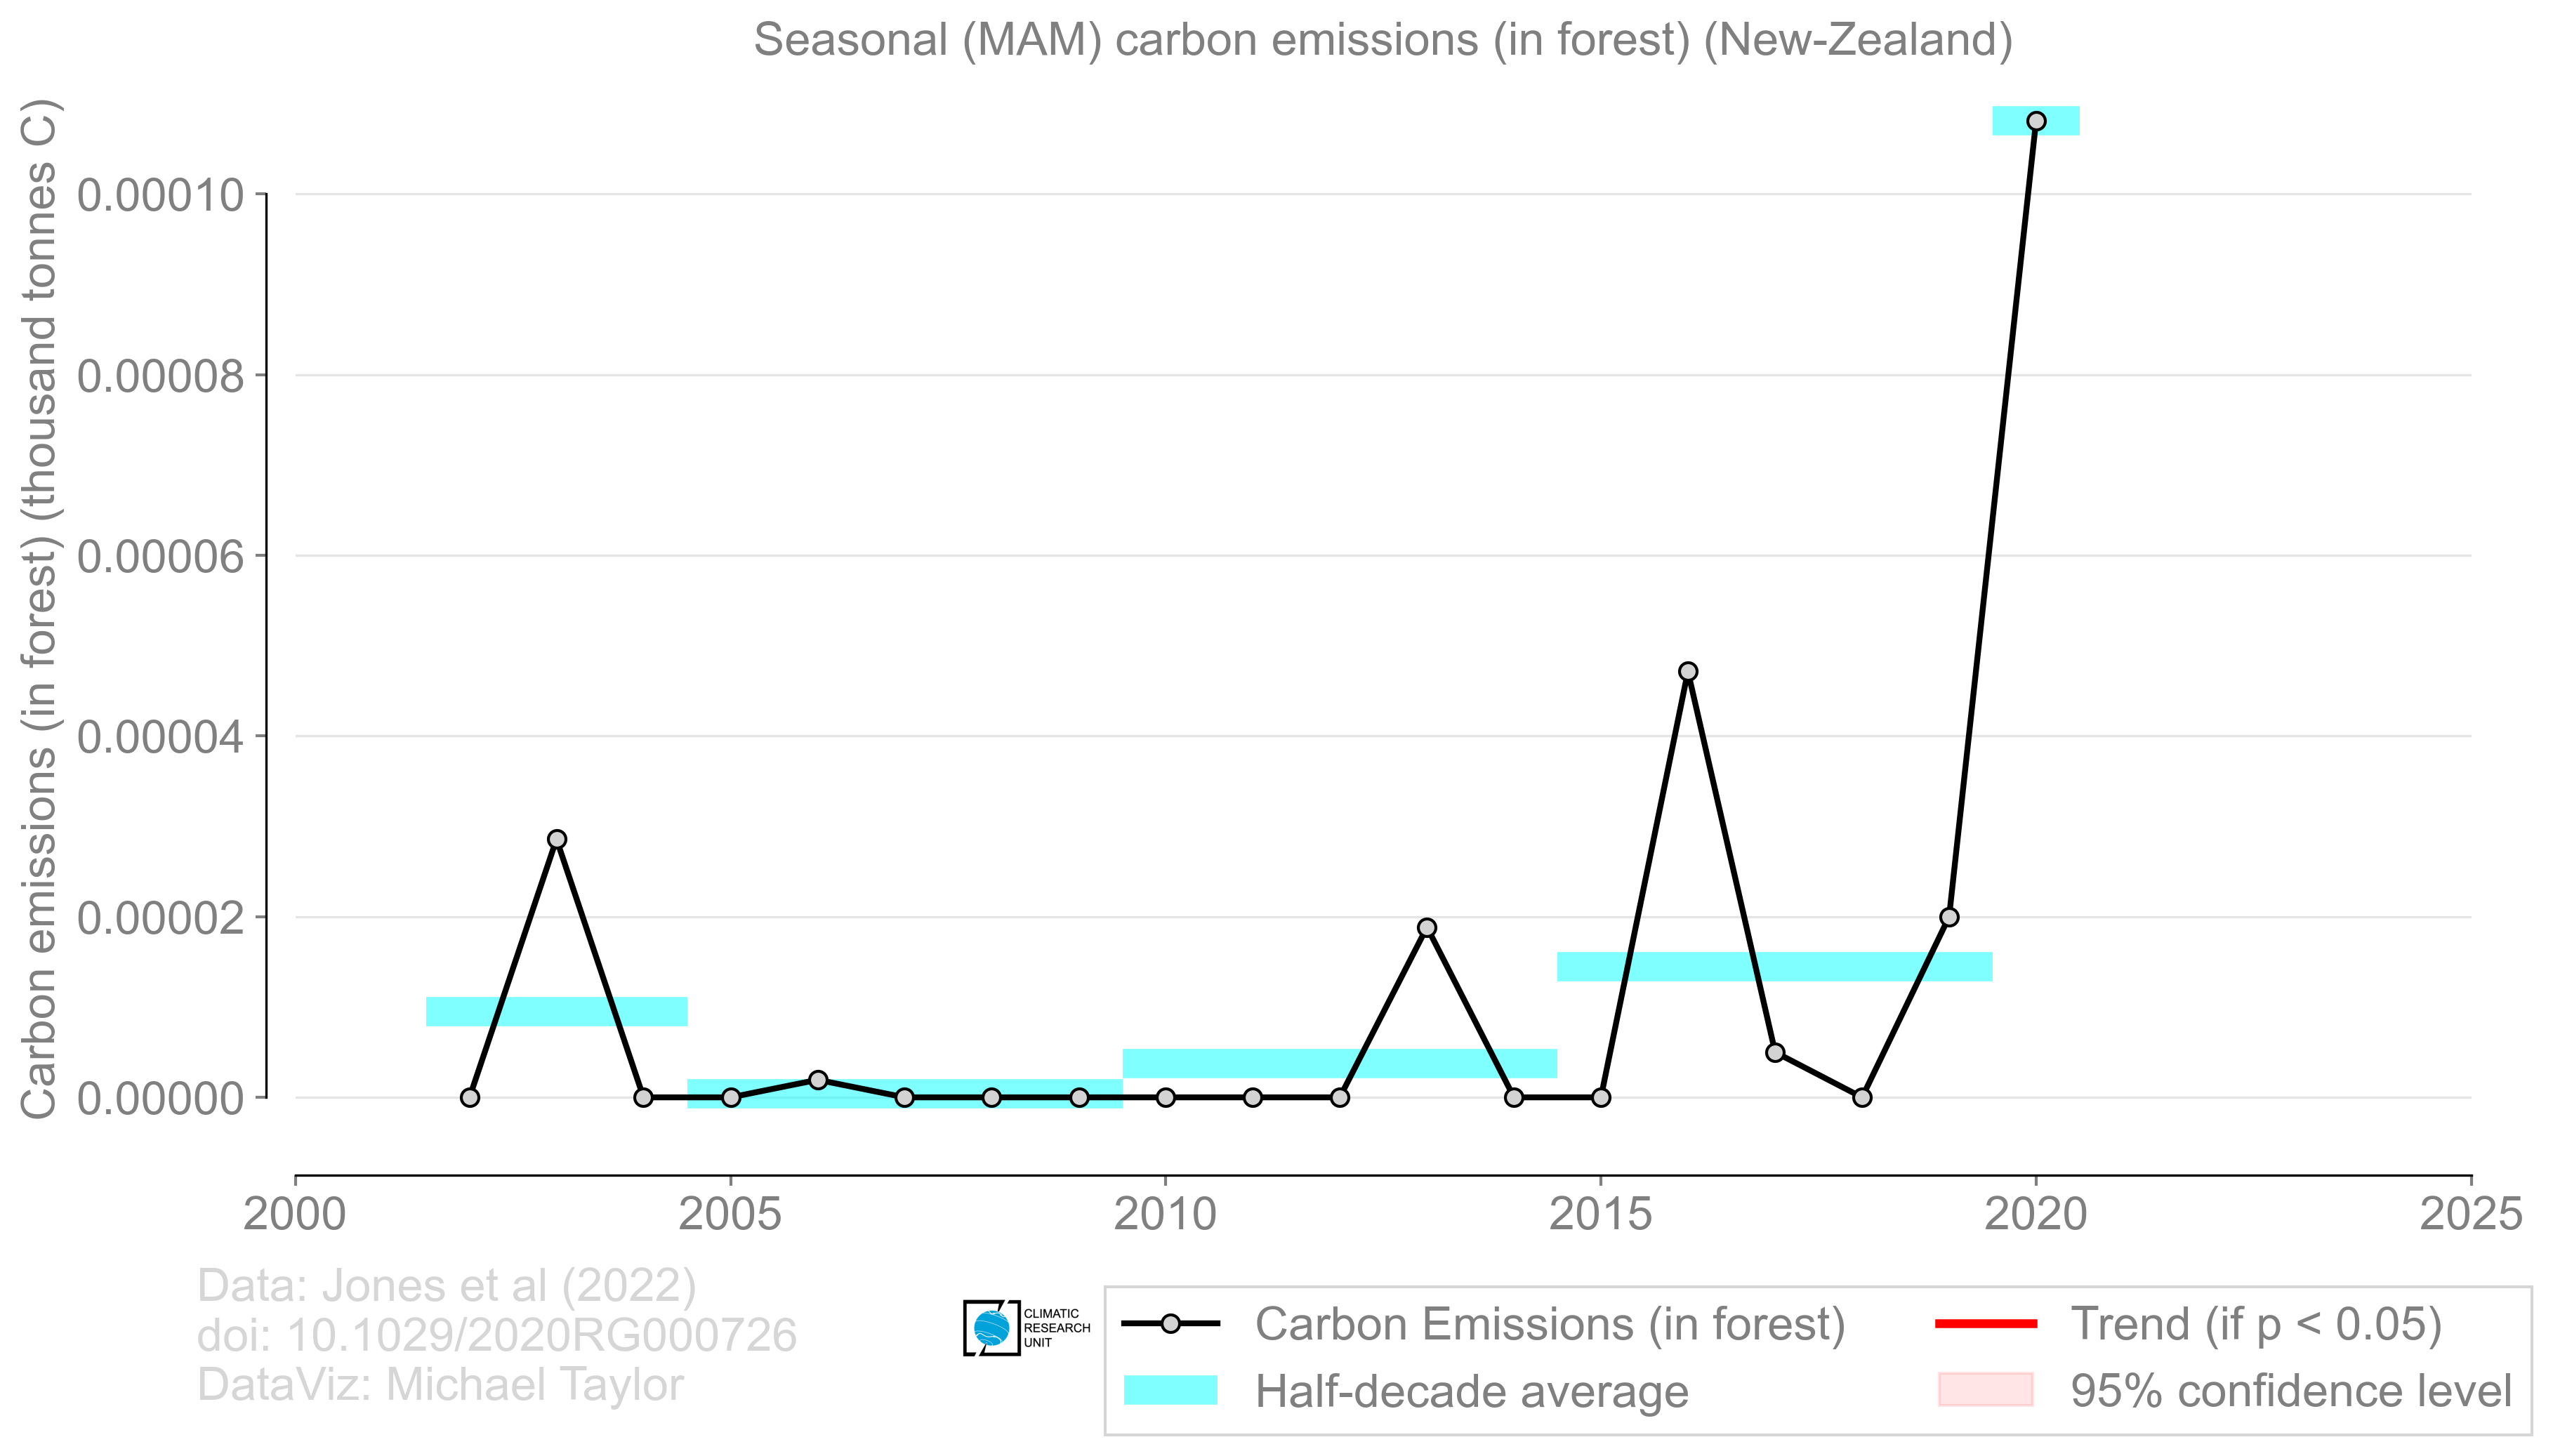 Seasonal (MAM) carbon emissions (in forest) (New-Zealand)
Carbon emissions (in forest) (thousand tonnes C)
0.00010
0.00008
0.00006
0.00004
0.00002
0.00000
2000 2005 2010 2015 2020 2025
Data: Jones et al (2022)
doi: 10.1029/2020RG000726
DataViz: Michael Taylor
CLIMATIC
RESEARCH
UNIT
Carbon Emissions (in forest)
Half-decade average
Trend (if p < 0.05)
95% confidence level